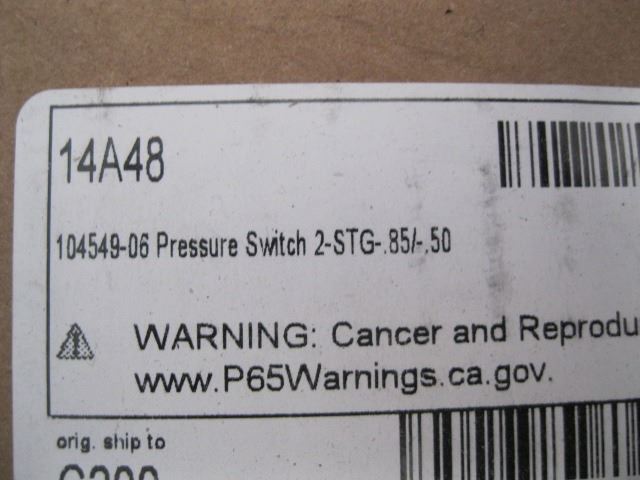 14A48
104549-06 Pressure Switch 2-STG-.85/-.50
WARNING: Cancer and Reprodu
www.P65Warnings.ca.gov.
orig. ship to